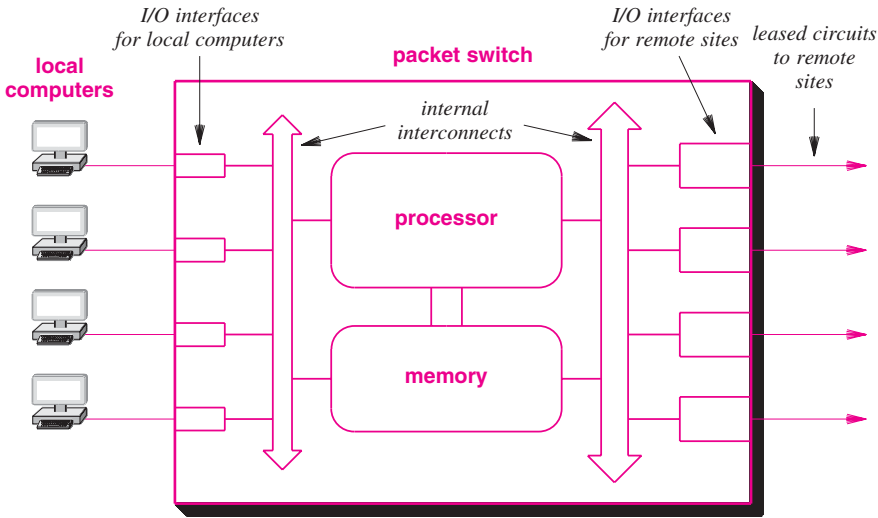 I/O interfaces
for local computers
I/O interfaces
for remote sites
leased circuits
to remote
sites
local
computers
packet switch
internal
interconnects
processor
memory